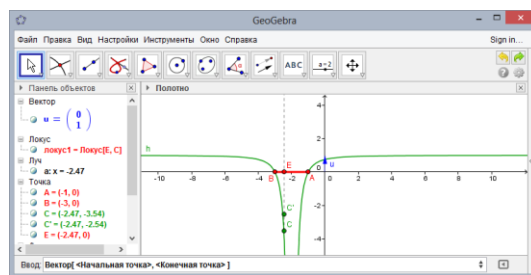 GeoGebra
Файл Правка Вид Настройки Инструменты Окно Справка Sign in...
ABC a=2
Панель объектов
Полотно
Вектор
u = ( 0 1 )
Локус
локус1 = Локус[E, C]
Луч
a: x = -2.47
Точка
A = (-1, 0)
B = (-3, 0)
C = (-2.47, -3.54)
C' = (-2.47, -2.54)
E = (-2.47, 0)
h
4
2
-10 -8 -6 -4 -2 0 2 4 6 8 10
-4
B E A u
C'
C
Ввод: Вектор[ <Начальная точка>, <Конечная точка> ]